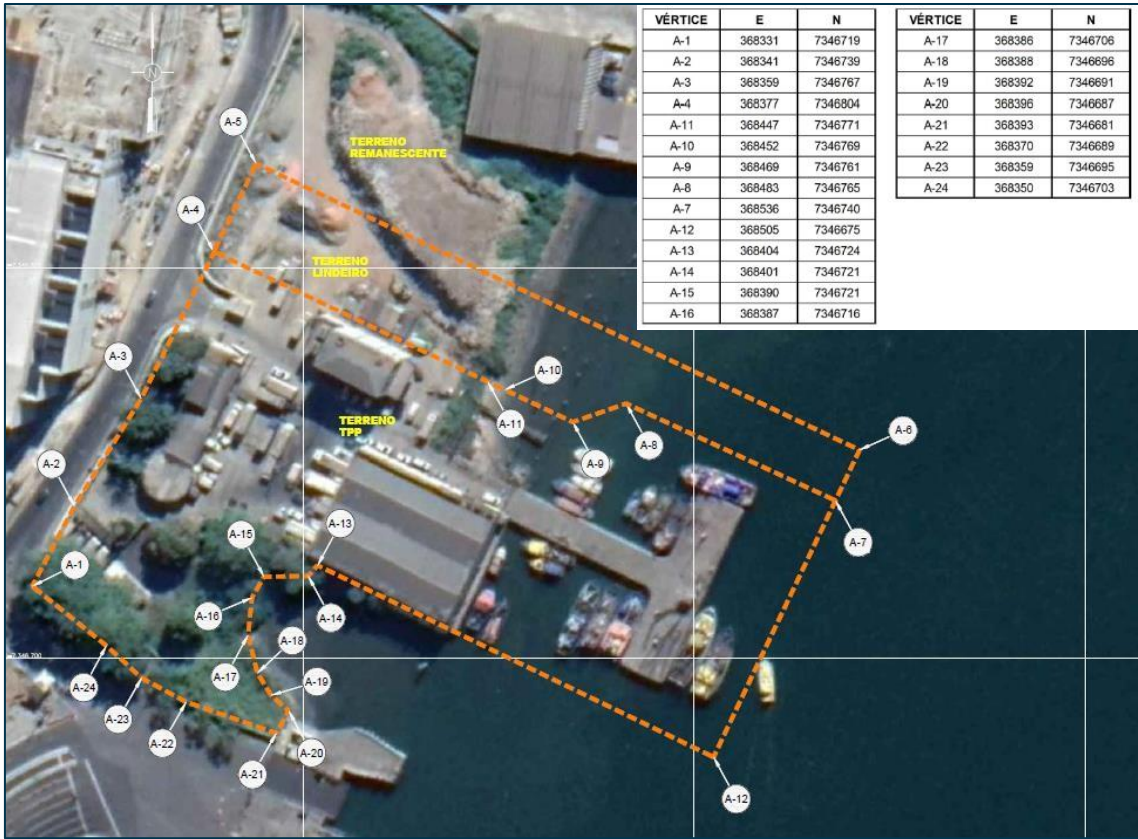 VÉRTICE E N
A-1 368331 7346719
A-2 368341 7346739
A-3 368359 7346767
A-4 368377 7346804
A-11 368447 7346771
A-10 368452 7346769
A-9 368469 7346761
A-8 368483 7346765
A-7 368536 7346740
A-12 368505 7346675
A-13 368404 7346724
A-14 368401 7346721
A-15 368390 7346721
A-16 368387 7346716
VÉRTICE E N
A-17 368386 7346706
A-18 368388 7346696
A-19 368392 7346691
A-20 368396 7346687
A-21 368393 7346681
A-22 368370 7346689
A-23 368359 7346695
A-24 368350 7346703
N
A-5
TERRENO
REMANESCENTE
A-4
TERRENO
LINDEIRO
A-3
A-10
A-11
A-8
A-9
TERRENO
TPP
A-6
A-2
A-7
A-13
A-15
A-1
A-14
A-16
A-18
A-17
A-24
A-19
A-23
A-22
A-20
A-21
A-12